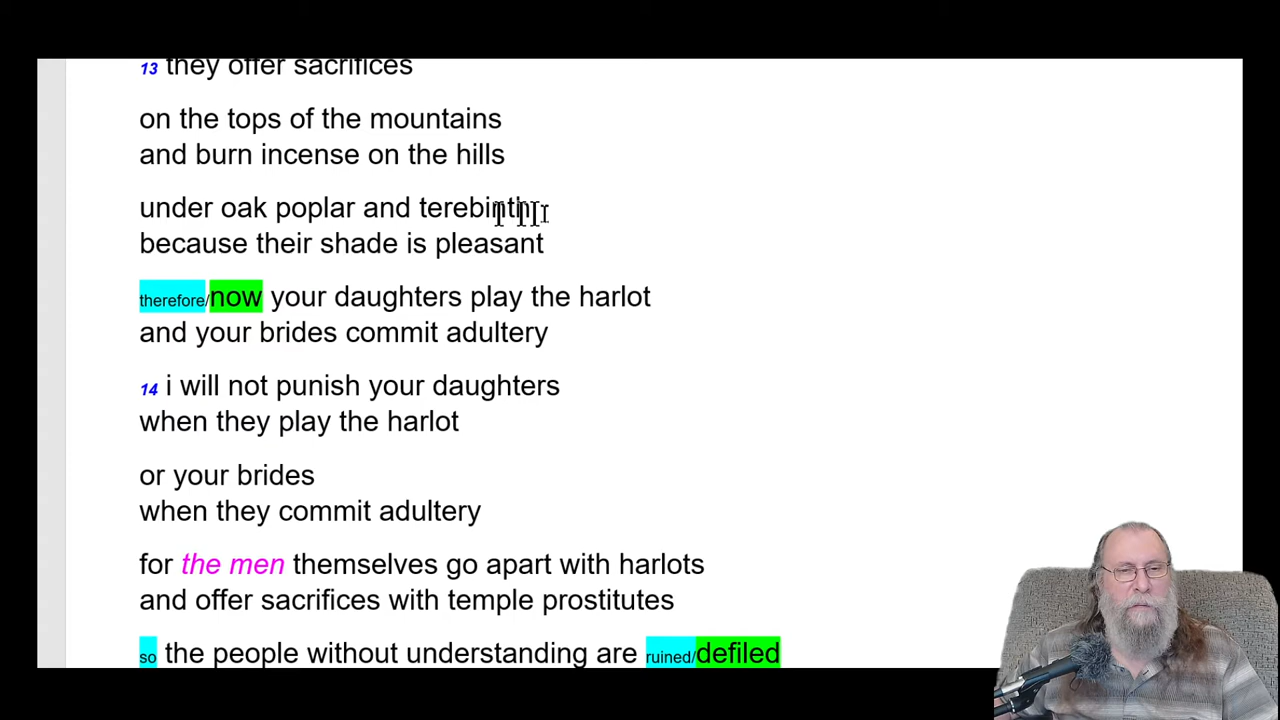 13 they offer sacrifices
on the tops of the mountains
and burn incense on the hills
under oak poplar and terebinth
because their shade is pleasant
therefore/now your daughters play the harlot
and your brides commit adultery
14 i will not punish your daughters
when they play the harlot
or your brides
when they commit adultery
for the men themselves go apart with harlots
and offer sacrifices with temple prostitutes
so the people without understanding are ruined/defiled